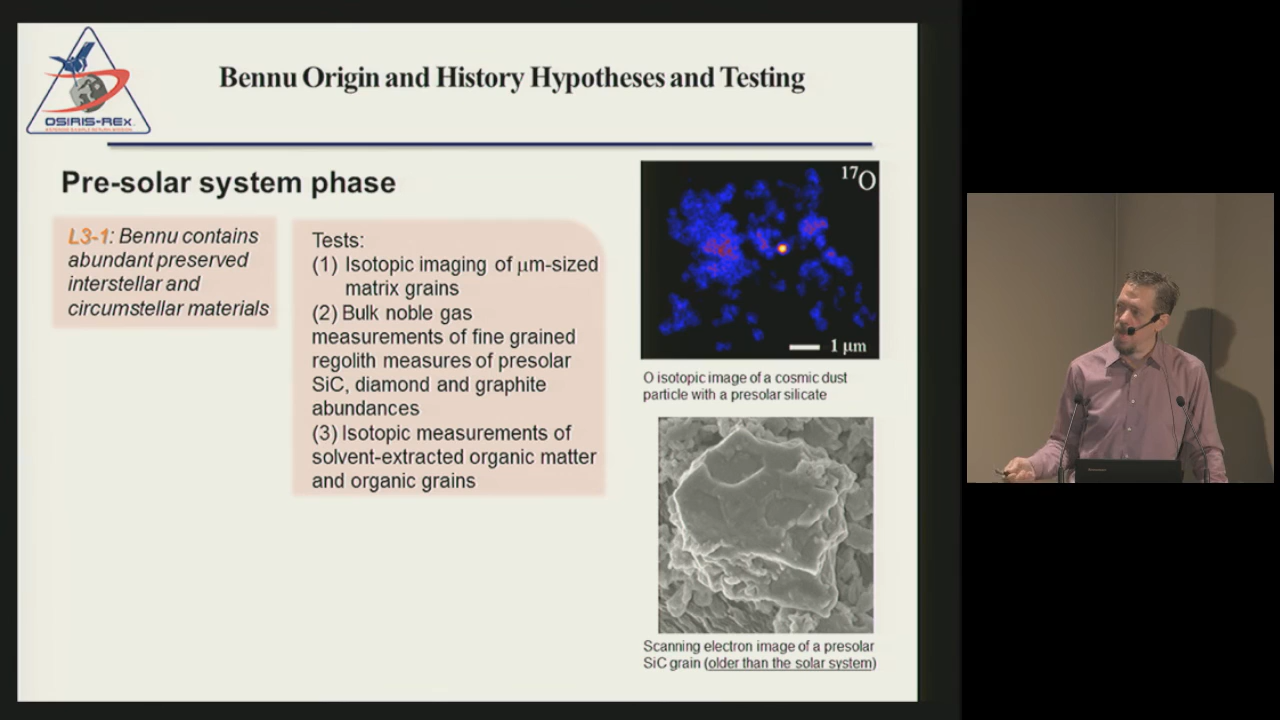 OSIRIS-REx
Bennu Origin and History Hypotheses and Testing
Pre-solar system phase
L3-1: Bennu contains
abundant preserved
interstellar and
circumstellar materials
Tests:
(1) Isotopic imaging of μm-sized
matrix grains
(2) Bulk noble gas
measurements of fine grained
regolith measures of presolar
SiC, diamond and graphite
abundances
(3) Isotopic measurements of
solvent-extracted organic matter
and organic grains
¹⁷O
1 μm
O isotopic image of a cosmic dust
particle with a presolar silicate
Scanning electron image of a presolar
SiC grain (older than the solar system)